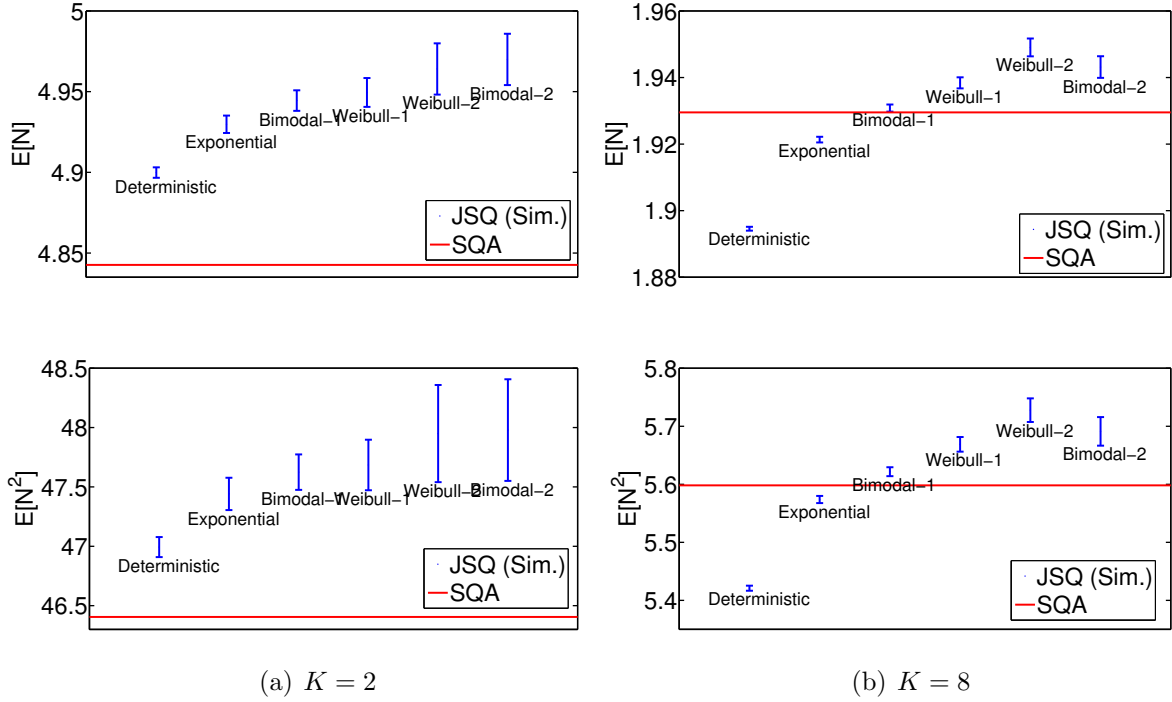 5
4.95
4.9
4.85
E[N]
Deterministic
Exponential
Bimodal−1
Weibull−1
Weibull−2
Bimodal−2
JSQ (Sim.)
SQA
1.96
1.94
1.92
1.9
1.88
E[N]
Deterministic
Exponential
Bimodal−1
Weibull−1
Weibull−2
Bimodal−2
JSQ (Sim.)
SQA
48.5
48
47.5
47
46.5
E[N²]
Deterministic
Exponential
Bimodal−1
Weibull−1
Weibull−2
Bimodal−2
JSQ (Sim.)
SQA
5.8
5.7
5.6
5.5
5.4
E[N²]
Deterministic
Exponential
Bimodal−1
Weibull−1
Weibull−2
Bimodal−2
JSQ (Sim.)
SQA
(a) K = 2
(b) K = 8